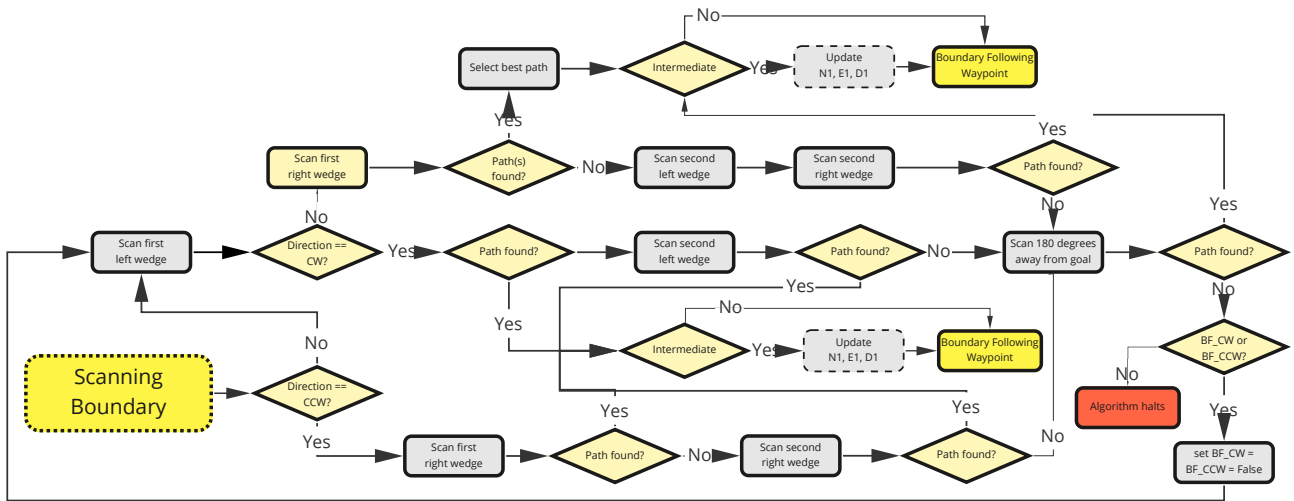 No
Select best path
Intermediate
Yes
Update
N1, E1, D1
Boundary Following
Waypoint
Yes
Yes
Scan first
right wedge
Path(s)
found?
No
Scan second
left wedge
Scan second
right wedge
Path found?
No
No
Yes
Scan first
left wedge
Direction ==
CW?
Yes
Path found?
Scan second
left wedge
Path found?
No
Scan 180 degrees
away from goal
Path found?
Yes
No
No
Yes
Intermediate
Yes
Update
N1, E1, D1
Boundary Following
Waypoint
BF_CW or
BF_CCW?
No
Scanning
Boundary
Direction ==
CCW?
No
Algorithm halts
Yes
Yes
Yes
Yes
Scan first
right wedge
Path found?
No
Scan second
right wedge
Path found?
No
set BF_CW =
BF_CCW = False